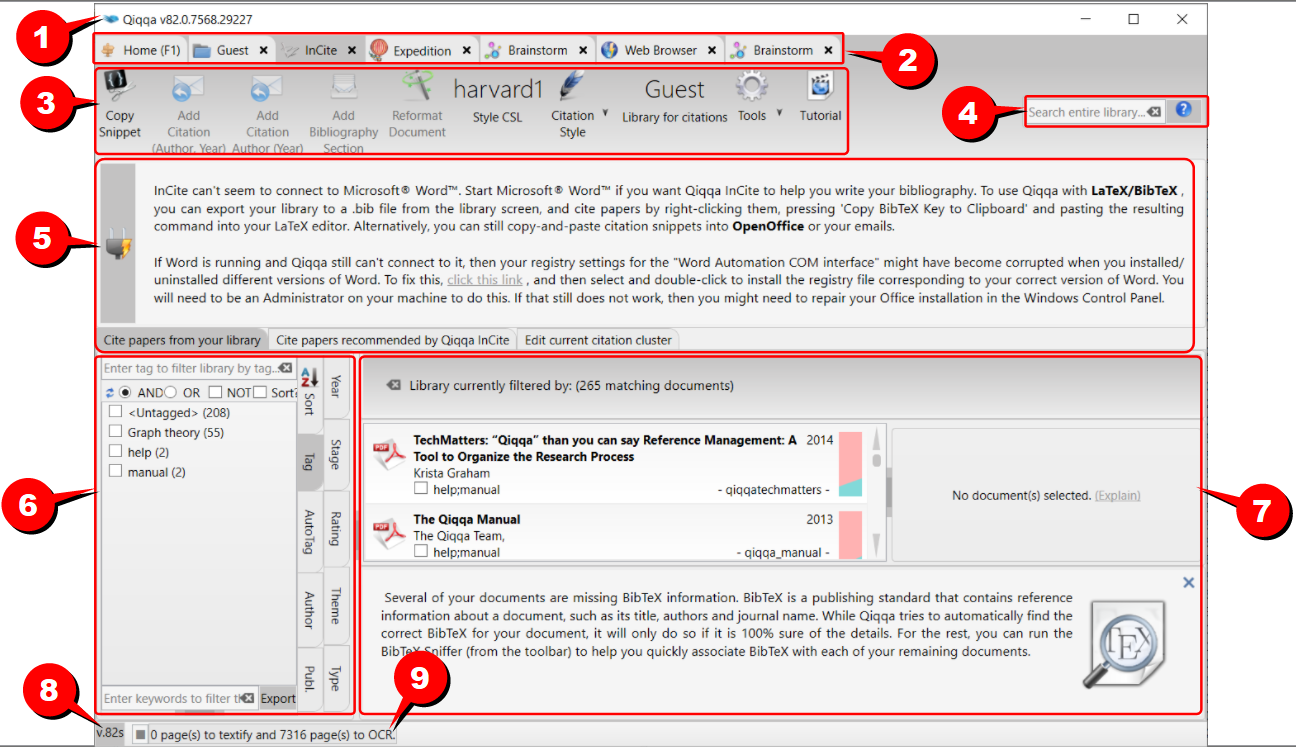 1
Qiqqa v82.0.7568.29227
2
Home (F1) Guest InCite Expedition Brainstorm Web Browser Brainstorm
3
Copy Snippet
Add Citation (Author, Year)
Add Citation Author (Year)
Add Bibliography Section
Reformat Document
harvard1
Style CSL
Citation Style
Guest
Library for citations
Tools
Tutorial
4
Search entire library...
5
InCite can't seem to connect to Microsoft® Word™. Start Microsoft® Word™ if you want Qiqqa InCite to help you write your bibliography. To use Qiqqa with LaTeX/BibTeX ,
you can export your library to a .bib file from the library screen, and cite papers by right-clicking them, pressing 'Copy BibTeX Key to Clipboard' and pasting the resulting
command into your LaTeX editor. Alternatively, you can still copy-and-paste citation snippets into OpenOffice or your emails.
If Word is running and Qiqqa still can't connect to it, then your registry settings for the "Word Automation COM interface" might have become corrupted when you installed/
uninstalled different versions of Word. To fix this, click this link , and then select and double-click to install the registry file corresponding to your correct version of Word. You
will need to be an Administrator on your machine to do this. If that still does not work, then you might need to repair your Office installation in the Windows Control Panel.
Cite papers from your library Cite papers recommended by Qiqqa InCite Edit current citation cluster
6
Enter tag to filter library by tag..
AND OR NOT Sort?
<Untagged> (208)
Graph theory (55)
help (2)
manual (2)
Enter keywords to filter tl Export
Sort
Tag
AutoTag
Author
Publ.
Year
Stage
Rating
Theme
Type
7
Library currently filtered by: (265 matching documents)
TechMatters: “Qiqqa” than you can say Reference Management: A 2014
Tool to Organize the Research Process
Krista Graham
help;manual - qiqqatechmatters -
The Qiqqa Manual 2013
The Qiqqa Team,
help;manual - qiqqa_manual -
No document(s) selected. (Explain)
Several of your documents are missing BibTeX information. BibTeX is a publishing standard that contains reference
information about a document, such as its title, authors and journal name. While Qiqqa tries to automatically find the
correct BibTeX for your document, it will only do so if it is 100% sure of the details. For the rest, you can run the
BibTeX Sniffer (from the toolbar) to help you quickly associate BibTeX with each of your remaining documents.
TEX
8
v.82s
9
0 page(s) to textify and 7316 page(s) to OCR.